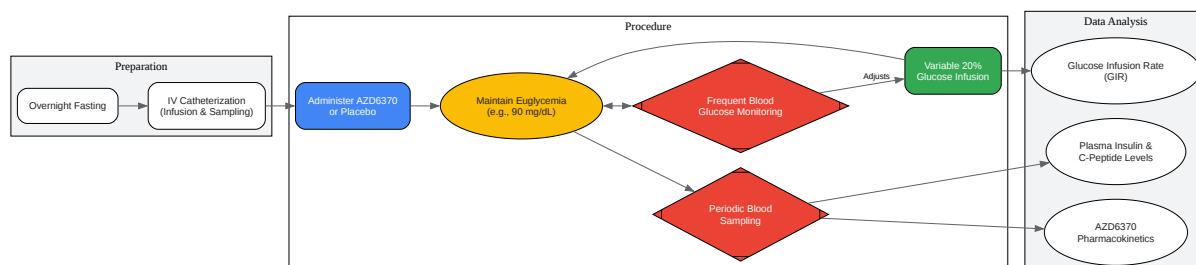 Preparation
Overnight Fasting
IV Catheterization
(Infusion & Sampling)
Procedure
Administer AZD6370
or Placebo
Maintain Euglycemia
(e.g., 90 mg/dL)
Frequent Blood
Glucose Monitoring
Adjusts
Variable 20%
Glucose Infusion
Periodic Blood
Sampling
Data Analysis
Glucose Infusion Rate
(GIR)
Plasma Insulin &
C-Peptide Levels
AZD6370
Pharmacokinetics